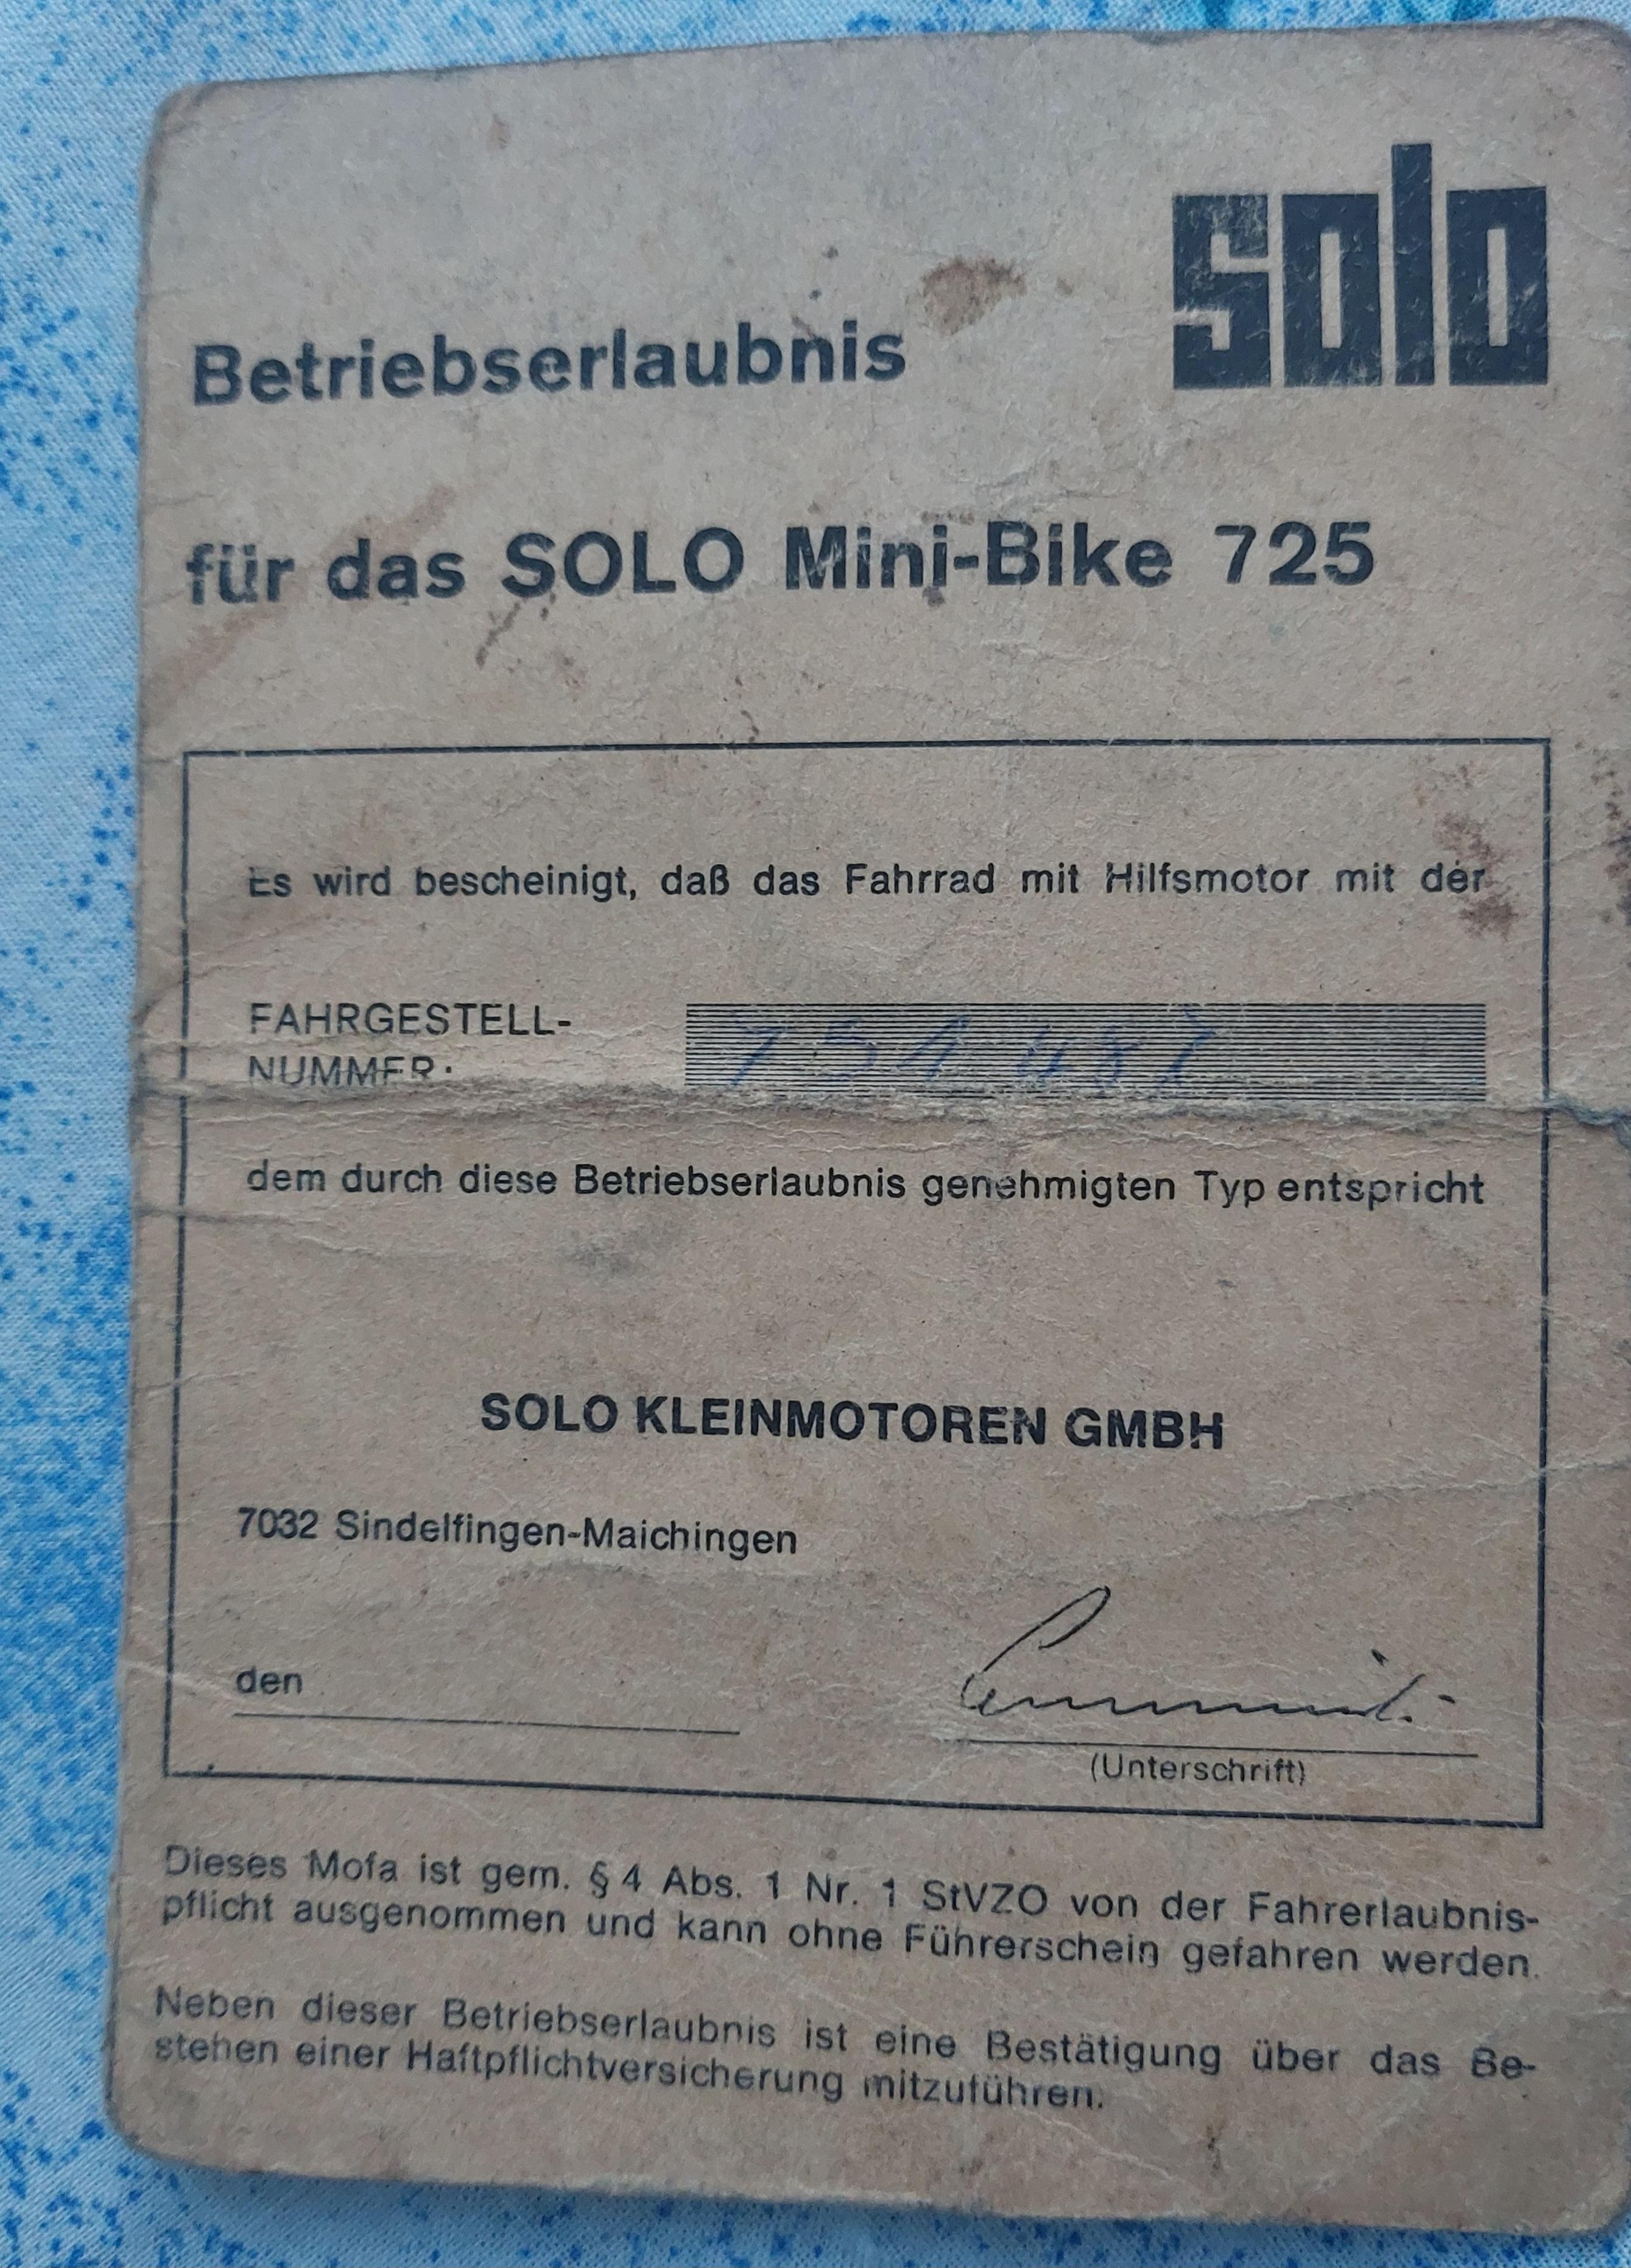 solo
Betriebserlaubnis
für das SOLO Mini-Bike 725
Es wird bescheinigt, daß das Fahrrad mit Hilfsmotor mit der
FAHRGESTELL-
NUMMER:
dem durch diese Betriebserlaubnis genehmigten Typ entspricht
SOLO KLEINMOTOREN GMBH
7032 Sindelfingen-Maichingen
den
(Unterschrift)
Dieses Mofa ist gem. § 4 Abs. 1 Nr. 1 StVZO von der Fahrerlaubnis-
pflicht ausgenommen und kann ohne Führerschein gefahren werden.
Neben dieser Betriebserlaubnis ist eine Bestätigung über das Be-
stehen einer Haftpflichtversicherung mitzuführen.